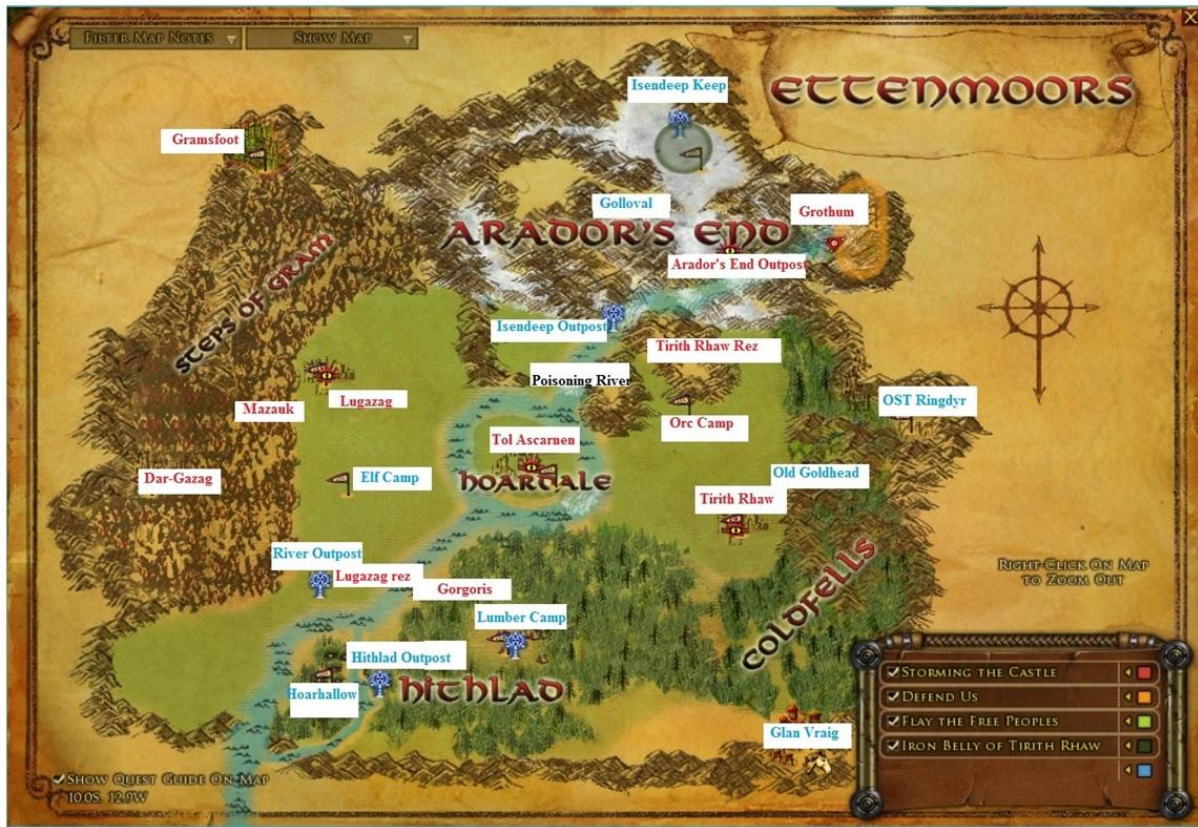 FILTER MAP NOTES
SHOW MAP
ETTENMOORS
Isendeep Keep
Gramsfoot
Golloval
Grothum
ARADOR'S END
Arador's End Outpost
STEPS OF GRAM
Isendeep Outpost
Tirith Rhaw Rez
Poisoning River
Mazauk
Lugazag
OST Ringdyr
Orc Camp
Tol Ascarnen
HOARDALE
Dar-Gazag
Elf Camp
Old Goldhead
Tirith Rhaw
River Outpost
Lugazag rez
Gorgoris
COLDFELLS
RIGHT-CLICK ON MAP
TO ZOOM OUT
Lumber Camp
Hithlad Outpost
HITHLAD
Hoarhallow
Glan Vraig
STORMING THE CASTLE
DEFEND US
FLAY THE FREE PEOPLES
IRON BELLY OF TIRITH RHAW
SHOW QUEST GUIDE ON MAP
10.0S, 12.9W